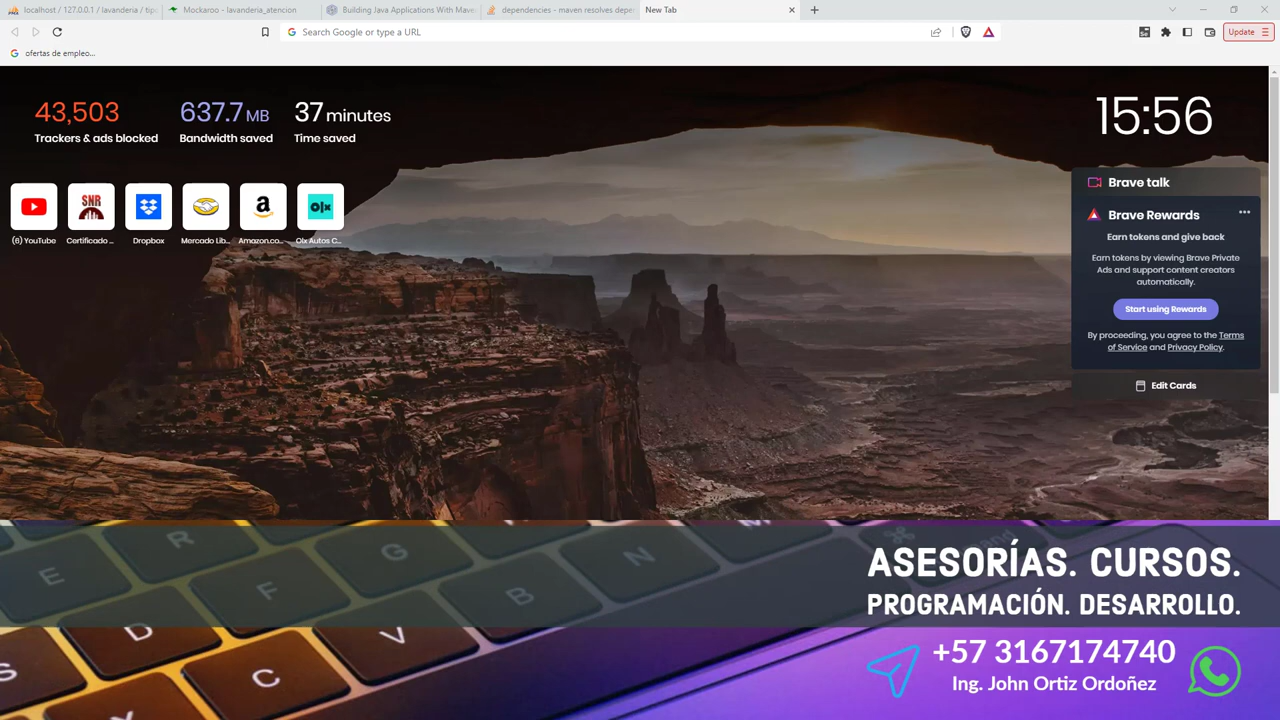 localhost / 127.0.0.1 / lavanderia / tip
Mockaroo - lavanderia_atencion
Building Java Applications With Mave
dependencies - maven resolves depe
New Tab
Search Google or type a URL
Update
ofertas de empleo...
43,503
Trackers & ads blocked
637.7 MB
Bandwidth saved
37 minutes
Time saved
15:56
Brave talk
Brave Rewards
Earn tokens and give back
Earn tokens by viewing Brave Private
Ads and support content creators
automatically.
Start using Rewards
By proceeding, you agree to the Terms
of Service and Privacy Policy.
Edit Cards
SNR
a
olx
(6) YouTube
Certificado ...
Dropbox
Mercado Lib...
Amazon.co...
Olx Autos C...
ASESORÍAS. CURSOS.
PROGRAMACIÓN. DESARROLLO.
+57 3167174740
Ing. John Ortiz Ordoñez
E
R
G
F
N
B
M
D
V
C
S
X